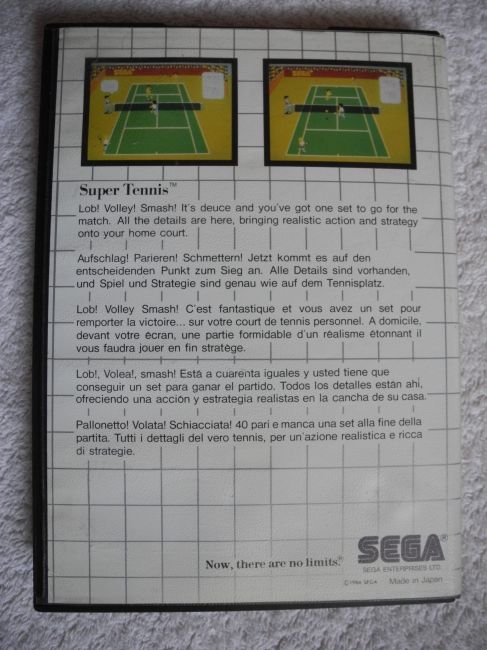 SEGA
Super Tennis™
Lob! Volley! Smash! It's deuce and you've got one set to go for the
match. All the details are here, bringing realistic action and strategy
onto your home court.
Aufschlag! Parieren! Schmettern! Jetzt kommt es auf den
entscheidenden Punkt zum Sieg an. Alle Details sind vorhanden,
und Spiel und Strategie sind genau wie auf dem Tennisplatz.
Lob! Volley Smash! C'est fantastique et vous avez un set pour
remporter la victoire... sur votre court de tennis personnel. A domicile,
devant votre écran, une partie formidable d'un réalisme étonnant il
vous faudra jouer en fin stratège.
Lob!, Volea!, smash! Está a cuarenta iguales y usted tiene que
conseguir un set para ganar el partido. Todos los detalles están ahi,
ofreciendo una acción y estrategia realistas en la cancha de su casa.
Pallonetto! Volata! Schiacciata! 40 pari e manca una set alla fine della
partita. Tutti i dettagli del vero tennis, per un'azione realistica e ricca
di strategie.
Now, there are no limits.®
SEGA®
SEGA ENTERPRISES LTD.
©1986 SEGA Made in Japan